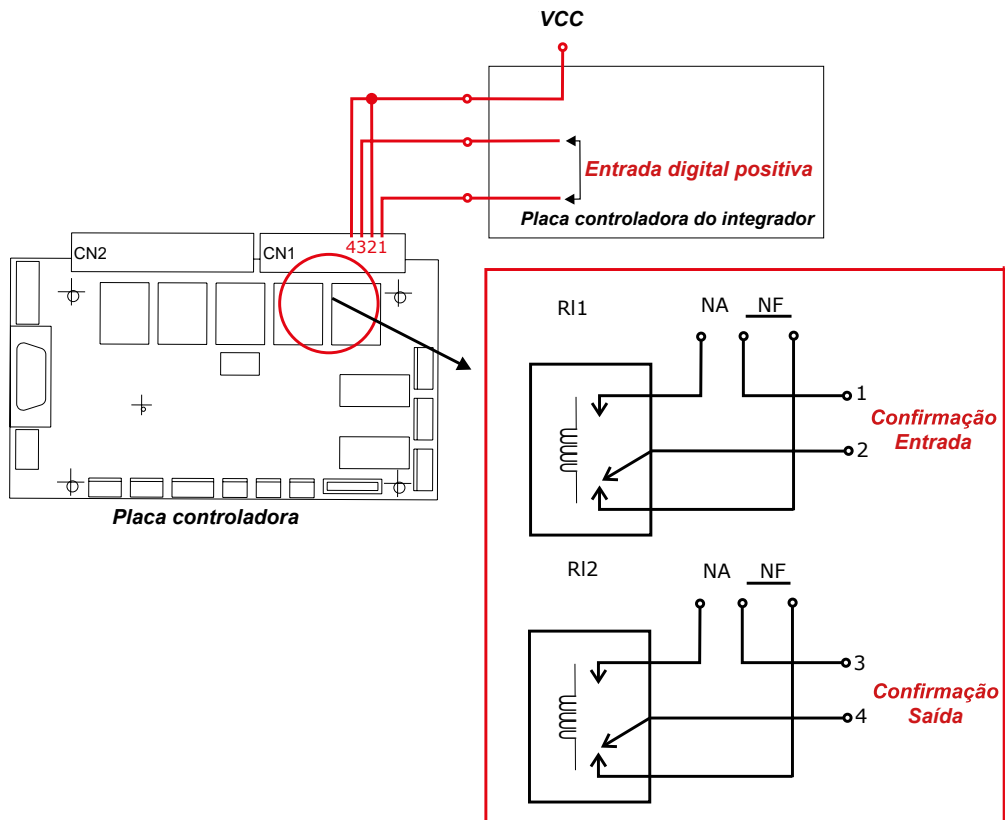 VCC
Entrada digital positiva
Placa controladora do integrador
CN2
CN1
4321
Placa controladora
Rl1
NA
NF
1
Confirmação
Entrada
2
Rl2
NA
NF
3
Confirmação
Saída
4
P